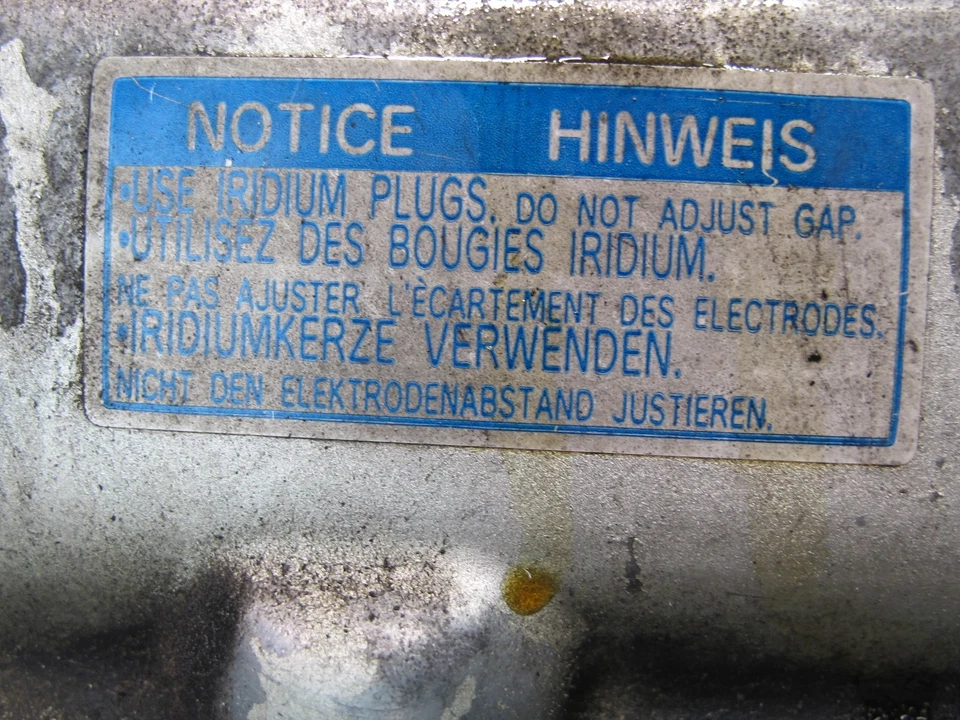 NOTICE HINWEIS
•USE IRIDIUM PLUGS. DO NOT ADJUST GAP.
•UTILISEZ DES BOUGIES IRIDIUM.
NE PAS AJUSTER L'ÈCARTEMENT DES ELECTRODES.
•IRIDIUMKERZE VERWENDEN.
NICHT DEN ELEKTRODENABSTAND JUSTIEREN.